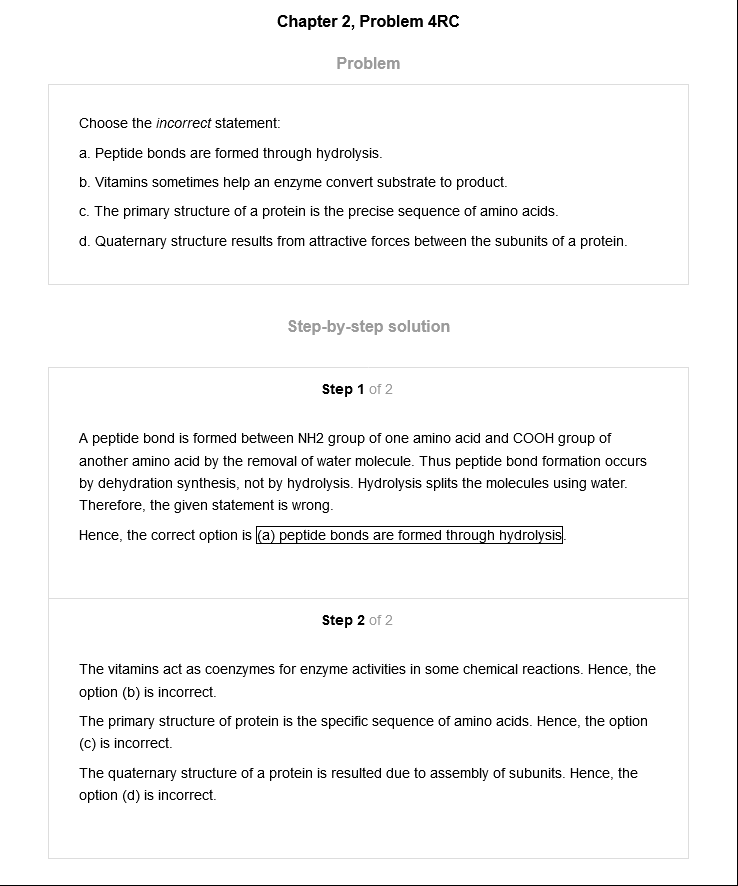 Chapter 2, Problem 4RC
Problem
Choose the incorrect statement:
a. Peptide bonds are formed through hydrolysis.
b. Vitamins sometimes help an enzyme convert substrate to product.
c. The primary structure of a protein is the precise sequence of amino acids.
d. Quaternary structure results from attractive forces between the subunits of a protein.
Step-by-step solution
Step 1 of 2
A peptide bond is formed between NH2 group of one amino acid and COOH group of
another amino acid by the removal of water molecule. Thus peptide bond formation occurs
by dehydration synthesis, not by hydrolysis. Hydrolysis splits the molecules using water.
Therefore, the given statement is wrong.
Hence, the correct option is (a) peptide bonds are formed through hydrolysis.
Step 2 of 2
The vitamins act as coenzymes for enzyme activities in some chemical reactions. Hence, the
option (b) is incorrect.
The primary structure of protein is the specific sequence of amino acids. Hence, the option
(c) is incorrect.
The quaternary structure of a protein is resulted due to assembly of subunits. Hence, the
option (d) is incorrect.